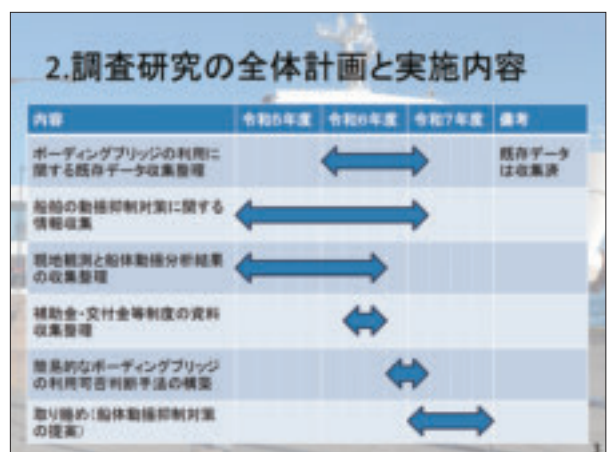 2.調査研究の全体計画と実施内容
内容 令和5年度 令和6年度 令和7年度 備考
ボーディングブリッジの利用に
関する既存データ収集整理
既存データ
は収集済
船舶の動揺抑制対策に関する
情報収集
現地観測と船体動揺分析結果
の収集整理
補助金・交付金等制度の資料
収集整理
簡易的なボーディングブリッジ
の利用可否判断手法の構築
取り纏め(船体動揺抑制対策
の提案)
1